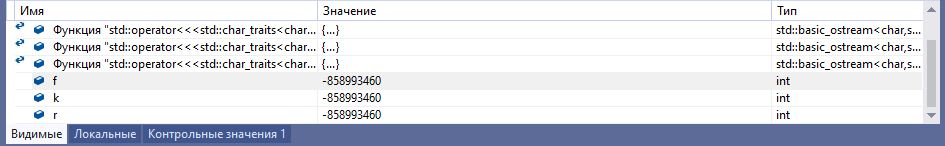 Имя Значение Тип
Функция "std::operator<<<std::char_traits<char... {...} std::basic_ostream<char,s...
Функция "std::operator<<<std::char_traits<char... {...} std::basic_ostream<char,s...
Функция "std::operator<<<std::char_traits<char... {...} std::basic_ostream<char,s...
f -858993460 int
k -858993460 int
r -858993460 int
Видимые Локальные Контрольные значения 1